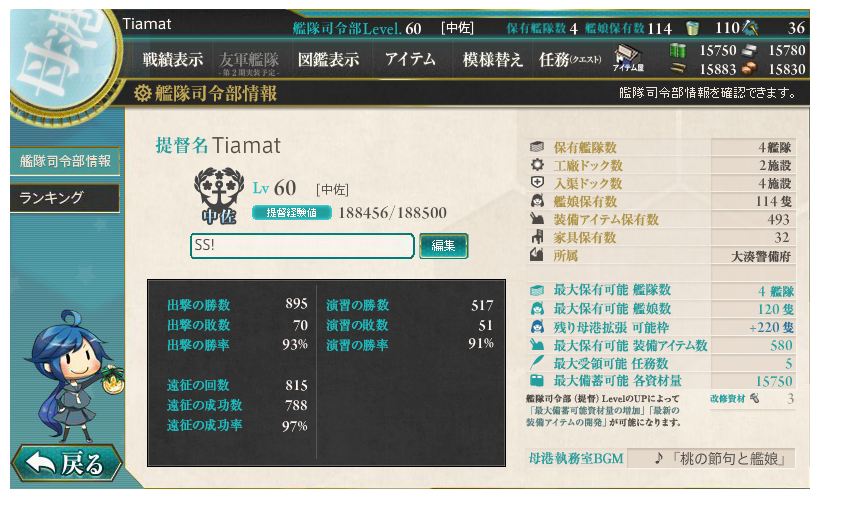 母港
Tiamat
艦隊司令部Level. 60 [中佐]
保有艦隊数 4 艦娘保有数 114 110 36
戦績表示 友軍艦隊 図鑑表示 アイテム 模様替え 任務(クエスト) アイテム屋
-第2期実装予定-
15750 15780
15883 15830
艦隊司令部情報
艦隊司令部情報を確認できます。
艦隊司令部情報
ランキング
戻る
提督名 Tiamat
中佐
Lv 60 [中佐]
提督経験値 188456/188500
SS!
編集
出撃の勝数 895
出撃の敗数 70
出撃の勝率 93%
遠征の回数 815
遠征の成功数 788
遠征の成功率 97%
演習の勝数 517
演習の敗数 51
演習の勝率 91%
保有艦隊数 4艦隊
工廠ドック数 2施設
入渠ドック数 4施設
艦娘保有数 114隻
装備アイテム保有数 493
家具保有数 32
所属 大湊警備府
最大保有可能 艦隊数 4 艦隊
最大保有可能 艦娘数 120 隻
残り母港拡張 可能枠 +220 隻
最大保有可能 装備アイテム数 580
最大受領可能 任務数 5
最大備蓄可能 各資材量 15750
艦隊司令部（提督）LevelのUPによって
「最大備蓄可能資材量の増加」「最新の
装備アイテムの開発」が可能になります。
改修資材 3
母港執務室BGM ♪「桃の節句と艦娘」